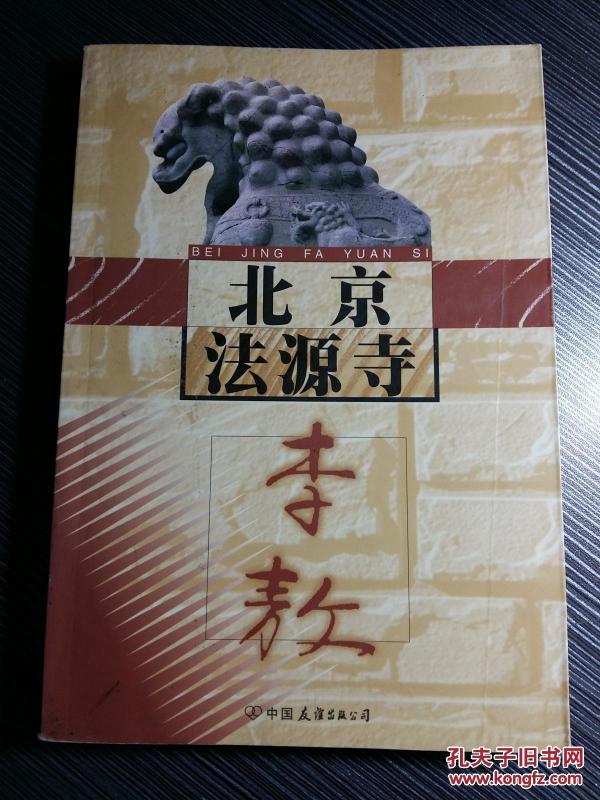 BEI JING FA YUAN SI
北京
法源寺
李
敖
中国友谊出版公司
孔夫子旧书网
www.kongfz.com